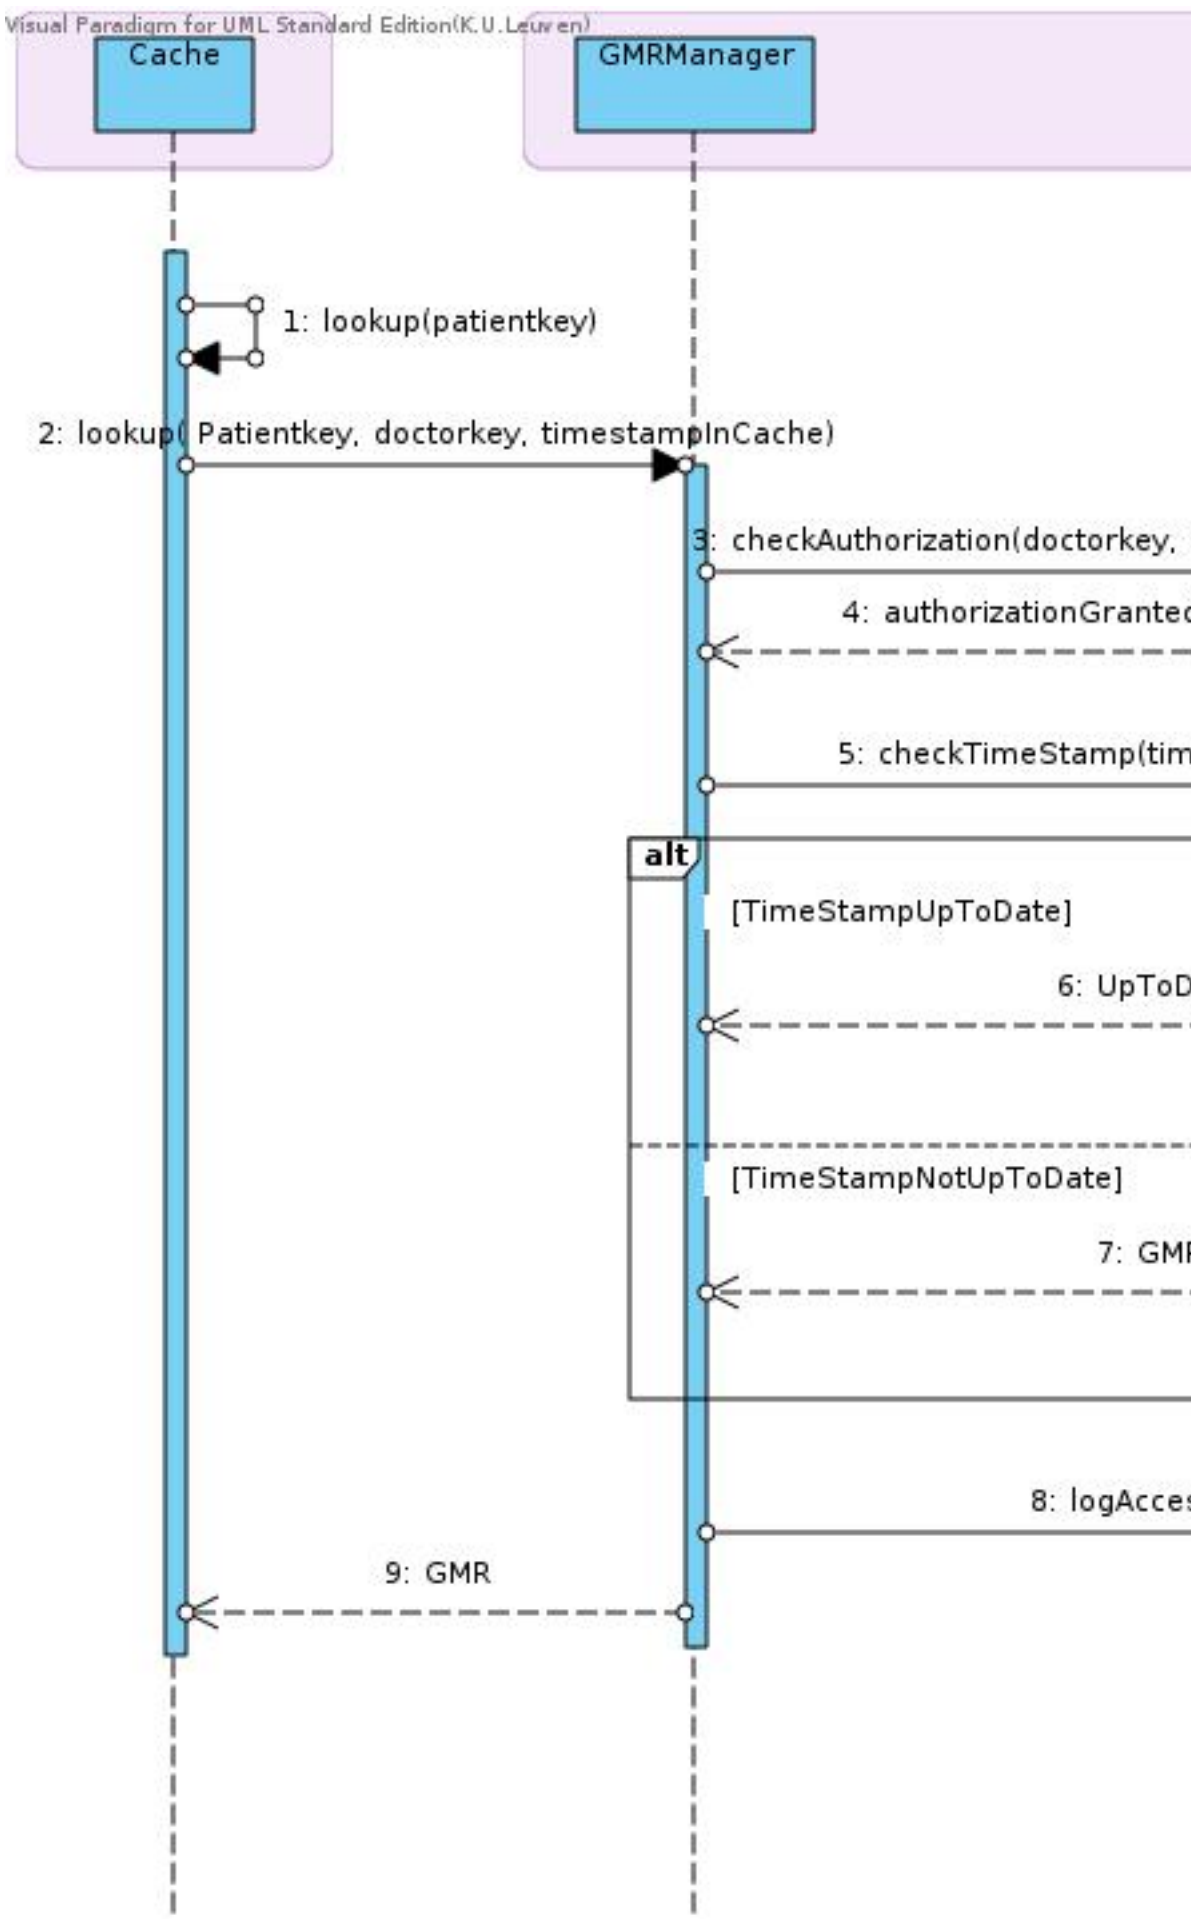 Visual Paradigm for UML Standard Edition(K.U.Leuven)
Cache
GMRManager
1: lookup(patientkey)
2: lookup( Patientkey, doctorkey, timestampInCache)
3: checkAuthorization(doctorkey,
4: authorizationGranted
5: checkTimeStamp(tim
alt
[TimeStampUpToDate]
6: UpToD
[TimeStampNotUpToDate]
7: GMR
8: logAcces
9: GMR